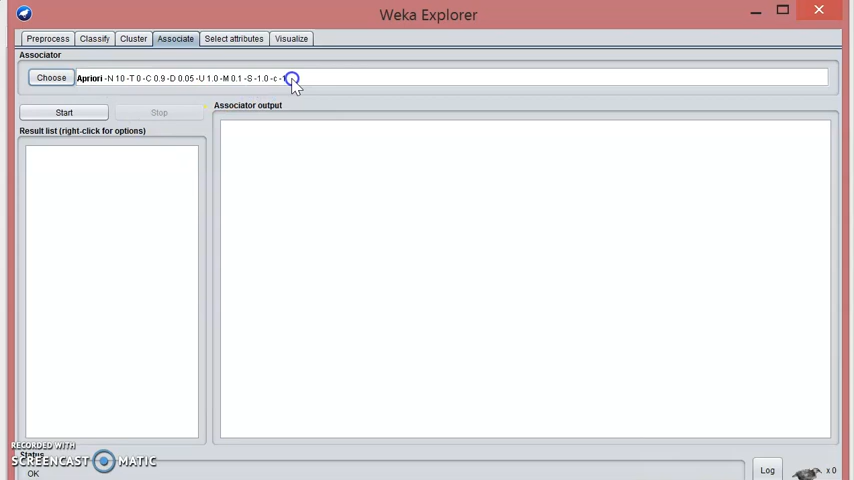 Weka Explorer
Preprocess Classify Cluster Associate Select attributes Visualize
Associator
Choose Apriori -N 10 -T 0 -C 0.9 -D 0.05 -U 1.0 -M 0.1 -S -1.0 -c -1
Start Stop Associator output
Result list (right-click for options)
RECORDED WITH
SCREENCAST MATIC
Status
OK Log x 0